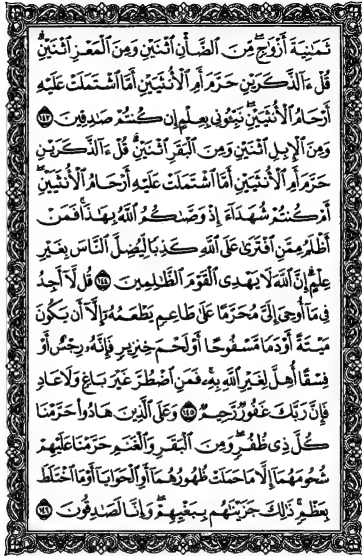 ثَمَٰنِيَةَ أَزْوَٰجٍ مِّنَ ٱلضَّأْنِ ٱثْنَيْنِ وَمِنَ ٱلْمَعْزِ ٱثْنَيْنِ
قُلْ ءَآلذَّكَرَيْنِ حَرَّمَ أَمِ ٱلْأُنثَيَيْنِ أَمَّا ٱشْتَمَلَتْ عَلَيْهِ
أَرْحَامُ ٱلْأُنثَيَيْنِ نَبِّـُٔونِى بِعِلْمٍ إِن كُنتُمْ صَٰدِقِينَ ١٤٣
وَمِنَ ٱلْإِبِلِ ٱثْنَيْنِ وَمِنَ ٱلْبَقَرِ ٱثْنَيْنِ قُلْ ءَآلذَّكَرَيْنِ
حَرَّمَ أَمِ ٱلْأُنثَيَيْنِ أَمَّا ٱشْتَمَلَتْ عَلَيْهِ أَرْحَامُ ٱلْأُنثَيَيْنِ
أَمْ كُنتُمْ شُهَدَآءَ إِذْ وَصَّىٰكُمُ ٱللَّهُ بِهَٰذَا فَمَنْ
أَظْلَمُ مِمَّنِ ٱفْتَرَىٰ عَلَى ٱللَّهِ كَذِبًا لِّيُضِلَّ ٱلنَّاسَ بِغَيْرِ
عِلْمٍ إِنَّ ٱللَّهَ لَا يَهْدِى ٱلْقَوْمَ ٱلظَّٰلِمِينَ ١٤٤ قُل لَّآ أَجِدُ
فِى مَآ أُوحِىَ إِلَىَّ مُحَرَّمًا عَلَىٰ طَاعِمٍ يَطْعَمُهُۥٓ إِلَّآ أَن يَكُونَ
مَيْتَةً أَوْ دَمًا مَّسْفُوحًا أَوْ لَحْمَ خِنزِيرٍ فَإِنَّهُۥ رِجْسٌ أَوْ
فِسْقًا أُهِلَّ لِغَيْرِ ٱللَّهِ بِهِۦ فَمَنِ ٱضْطُرَّ غَيْرَ بَاغٍ وَلَا عَادٍ
فَإِنَّ رَبَّكَ غَفُورٌ رَّحِيمٌ ١٤٥ وَعَلَى ٱلَّذِينَ هَادُوا۟ حَرَّمْنَا
كُلَّ ذِى ظُفُرٍ وَمِنَ ٱلْبَقَرِ وَٱلْغَنَمِ حَرَّمْنَا عَلَيْهِمْ
شُحُومَهُمَآ إِلَّا مَا حَمَلَتْ ظُهُورُهُمَآ أَوِ ٱلْحَوَايَآ أَوْ مَا ٱخْتَلَطَ
بِعَظْمٍ ذَٰلِكَ جَزَيْنَٰهُم بِبَغْيِهِمْ وَإِنَّا لَصَٰدِقُونَ ١٤٦